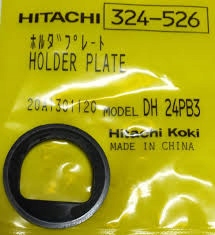 HITACHI 324-526
ホルダプレート
HOLDER PLATE
20A1301120 MODEL DH 24PB3
Hitachi Koki
MADE IN CHINA